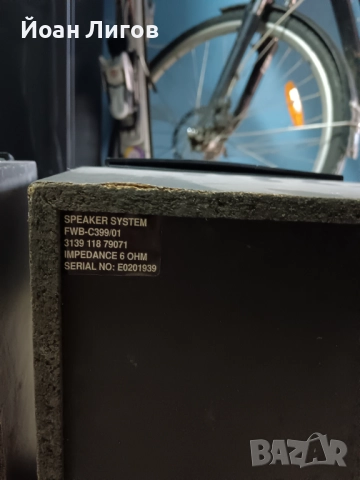 Йоан Лигов
SPEAKER SYSTEM
FWB-C399/01
3139 118 79071
IMPEDANCE 6 OHM
SERIAL NO: E0201939
BAZAR